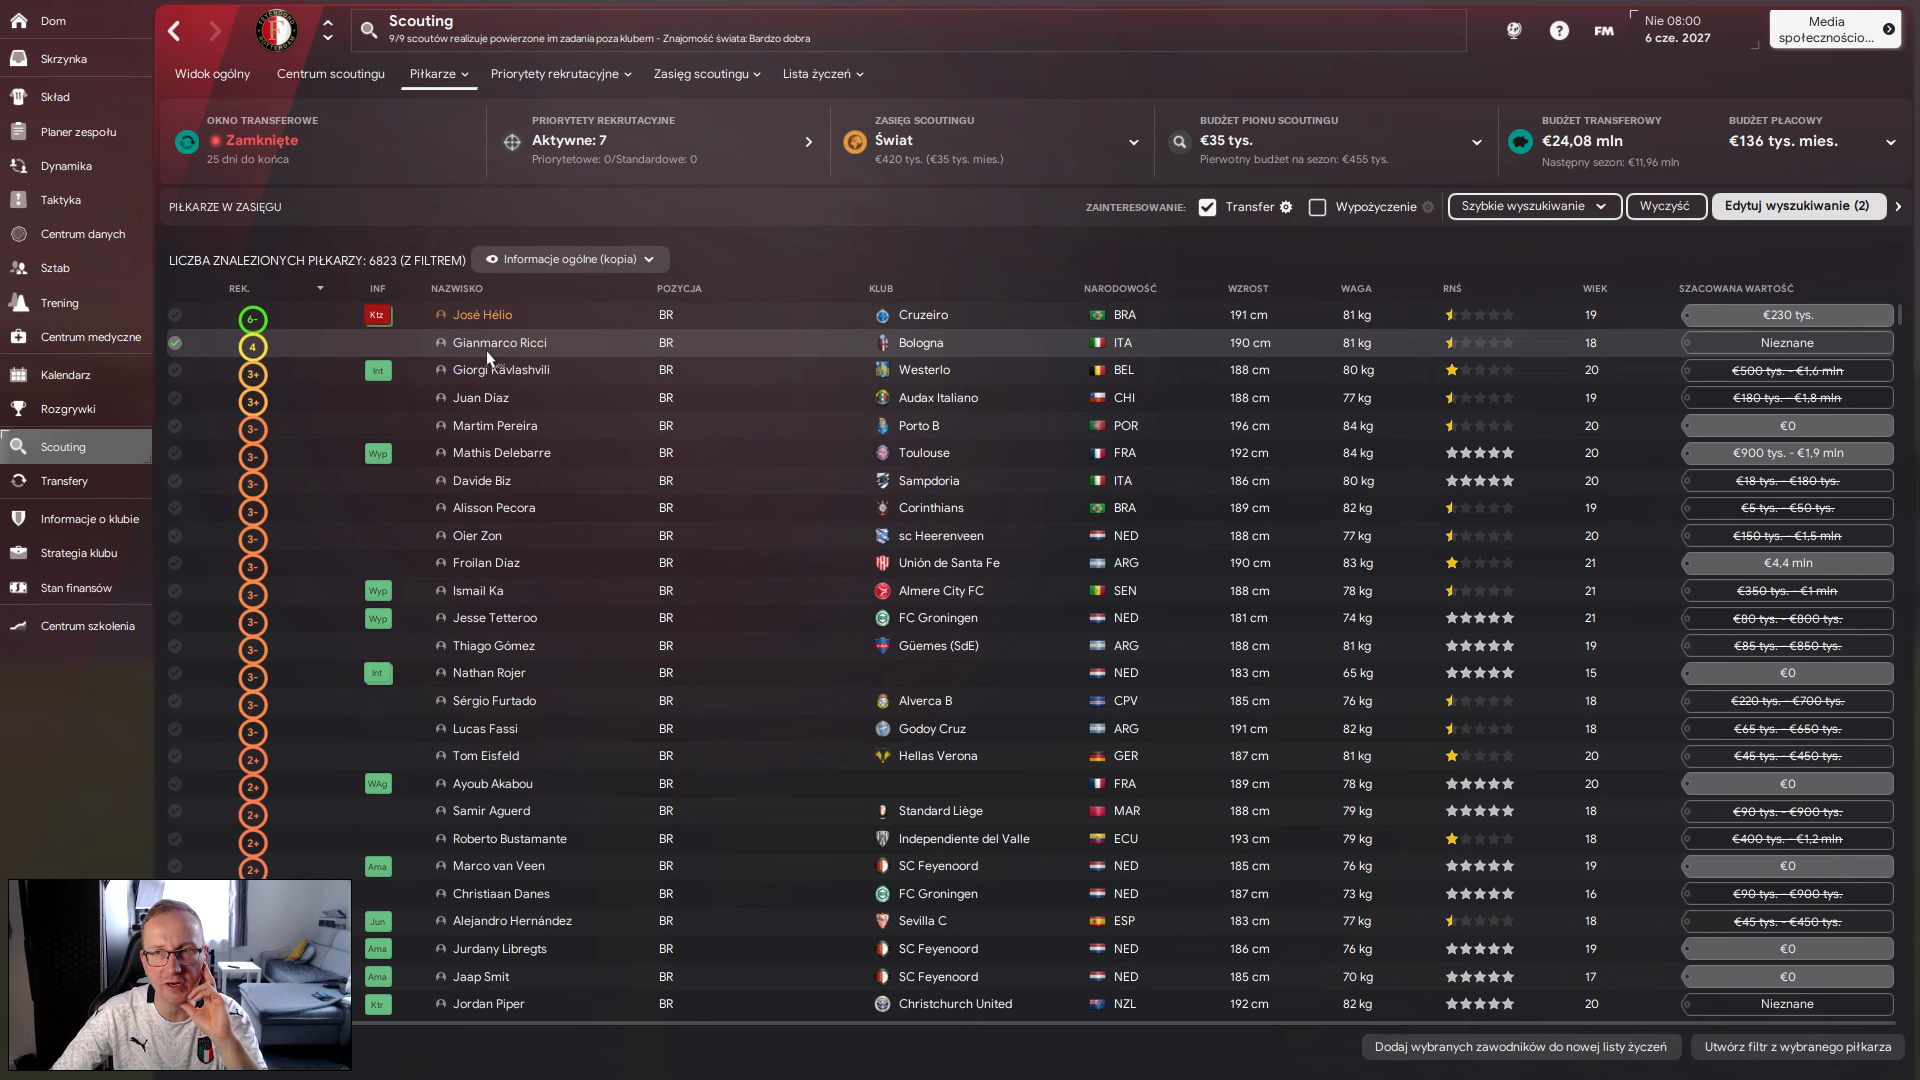 Dom
Skrzynka
Skład
Planer zespołu
Dynamika
Taktyka
Centrum danych
Sztab
Trening
Centrum medyczne
Kalendarz
Rozgrywki
Scouting
Transfery
Informacje o klubie
Strategia klubu
Stan finansów
Centrum szkolenia
Scouting
9/9 scoutów realizuje powierzone im zadania poza klubem - Znajomość świata: Bardzo dobra
FM
Nie 08:00
6 cze. 2027
Media
społecznościo...
Widok ogólny Centrum scoutingu Piłkarze Priorytety rekrutacyjne Zasięg scoutingu Lista życzeń
OKNO TRANSFEROWE
Zamknięte
25 dni do końca
PRIORYTETY REKRUTACYJNE
Aktywne: 7
Priorytetowe: 0/Standardowe: 0
ZASIĘG SCOUTINGU
Świat
€420 tys. (€35 tys. mies.)
BUDŻET PIONU SCOUTINGU
€35 tys.
Pierwotny budżet na sezon: €455 tys.
BUDŻET TRANSFEROWY
€24,08 mln
Następny sezon: €11,96 mln
BUDŻET PŁACOWY
€136 tys. mies.
PIŁKARZE W ZASIĘGU
ZAINTERESOWANIE: Transfer Wypożyczenie Szybkie wyszukiwanie Wyczyść Edytuj wyszukiwanie (2)
LICZBA ZNALEZIONYCH PIŁKARZY: 6823 (Z FILTREM) Informacje ogólne (kopia)
REK. INF NAZWISKO POZYCJA KLUB NARODOWOŚĆ WZROST WAGA RNŚ WIEK SZACOWANA WARTOŚĆ
6- Ktz José Hélio BR Cruzeiro BRA 191 cm 81 kg 19 €230 tys.
4 Gianmarco Ricci BR Bologna ITA 190 cm 81 kg 18 Nieznane
3+ Int Giorgi Kavlashvili BR Westerlo BEL 188 cm 80 kg 20 €500 tys. - €1,6 mln
3+ Juan Díaz BR Audax Italiano CHI 188 cm 77 kg 19 €180 tys. - €1,8 mln
3- Martim Pereira BR Porto B POR 196 cm 84 kg 20 €0
3- Wyp Mathis Delebarre BR Toulouse FRA 192 cm 84 kg 20 €900 tys. - €1,9 mln
3- Davide Biz BR Sampdoria ITA 186 cm 80 kg 20 €18 tys. - €180 tys.
3- Alisson Pecora BR Corinthians BRA 189 cm 82 kg 19 €5 tys. - €50 tys.
3- Oier Zon BR sc Heerenveen NED 188 cm 77 kg 20 €150 tys. - €1,5 mln
3- Froilan Díaz BR Unión de Santa Fe ARG 190 cm 83 kg 21 €4,4 mln
3- Wyp Ismail Ka BR Almere City FC SEN 188 cm 78 kg 21 €350 tys. - €1 mln
3- Wyp Jesse Tetteroo BR FC Groningen NED 181 cm 74 kg 21 €80 tys. - €800 tys.
3- Thiago Gómez BR Güemes (SdE) ARG 188 cm 81 kg 19 €85 tys. - €850 tys.
3- Int Nathan Rojer BR NED 183 cm 65 kg 15 €0
3- Sérgio Furtado BR Alverca B CPV 185 cm 76 kg 18 €220 tys. - €700 tys.
3- Lucas Fassi BR Godoy Cruz ARG 191 cm 82 kg 18 €65 tys. - €650 tys.
2+ Tom Eisfeld BR Hellas Verona GER 187 cm 81 kg 20 €45 tys. - €450 tys.
2+ WAg Ayoub Akabou BR FRA 189 cm 78 kg 20 €0
2+ Samir Aguerd BR Standard Liège MAR 188 cm 79 kg 18 €90 tys. - €900 tys.
2+ Roberto Bustamante BR Independiente del Valle ECU 193 cm 79 kg 18 €400 tys. - €1,2 mln
2+ Ama Marco van Veen BR SC Feyenoord NED 185 cm 76 kg 19 €0
Christiaan Danes BR FC Groningen NED 187 cm 73 kg 16 €90 tys. - €900 tys.
Jun Alejandro Hernández BR Sevilla C ESP 183 cm 77 kg 18 €45 tys. - €450 tys.
Ama Jurdany Libregts BR SC Feyenoord NED 186 cm 76 kg 19 €0
Ama Jaap Smit BR SC Feyenoord NED 185 cm 70 kg 17 €0
Ktr Jordan Piper BR Christchurch United NZL 192 cm 82 kg 20 Nieznane
Dodaj wybranych zawodników do nowej listy życzeń Utwórz filtr z wybranego piłkarza